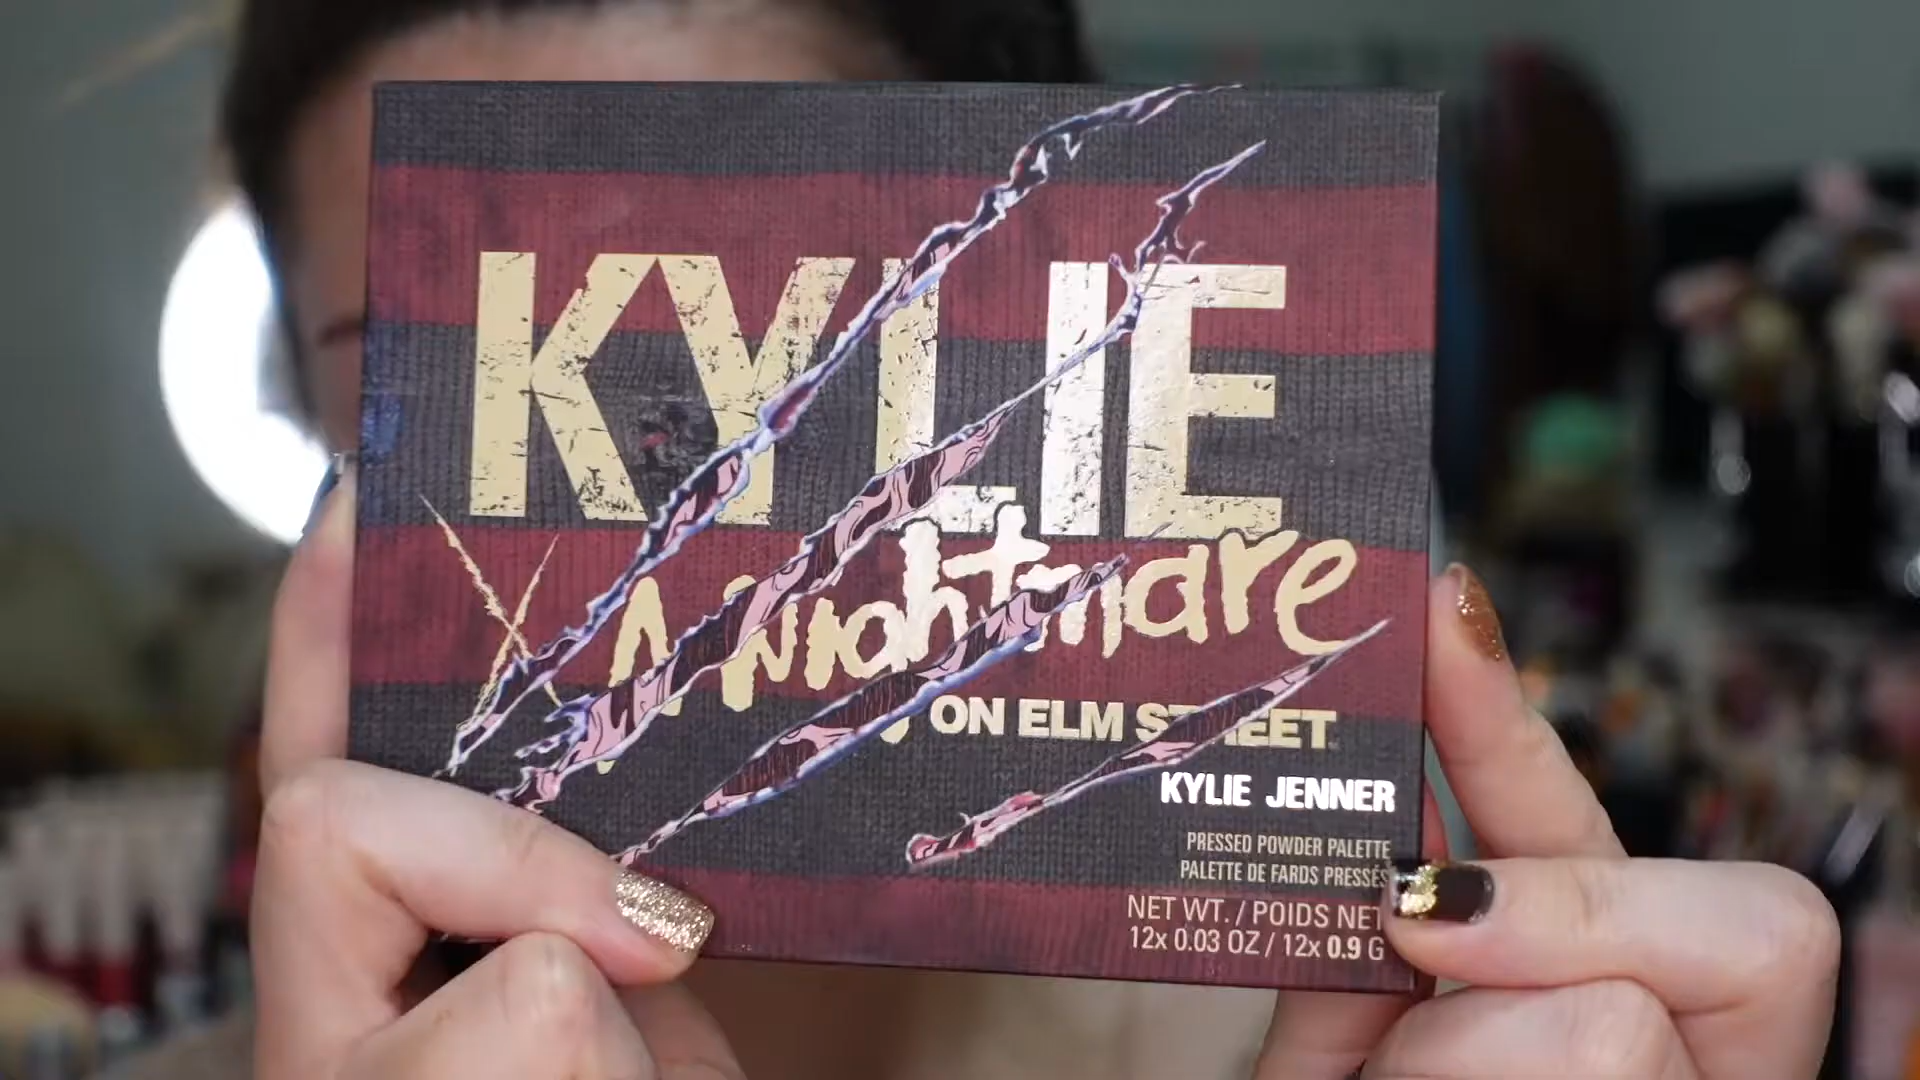 KYLIE
A Nightmare
ON ELM STREET
KYLIE JENNER
PRESSED POWDER PALETTE
PALETTE DE FARDS PRESSÉS
NET WT. / POIDS NET
12x 0.03 OZ / 12x 0.9 G